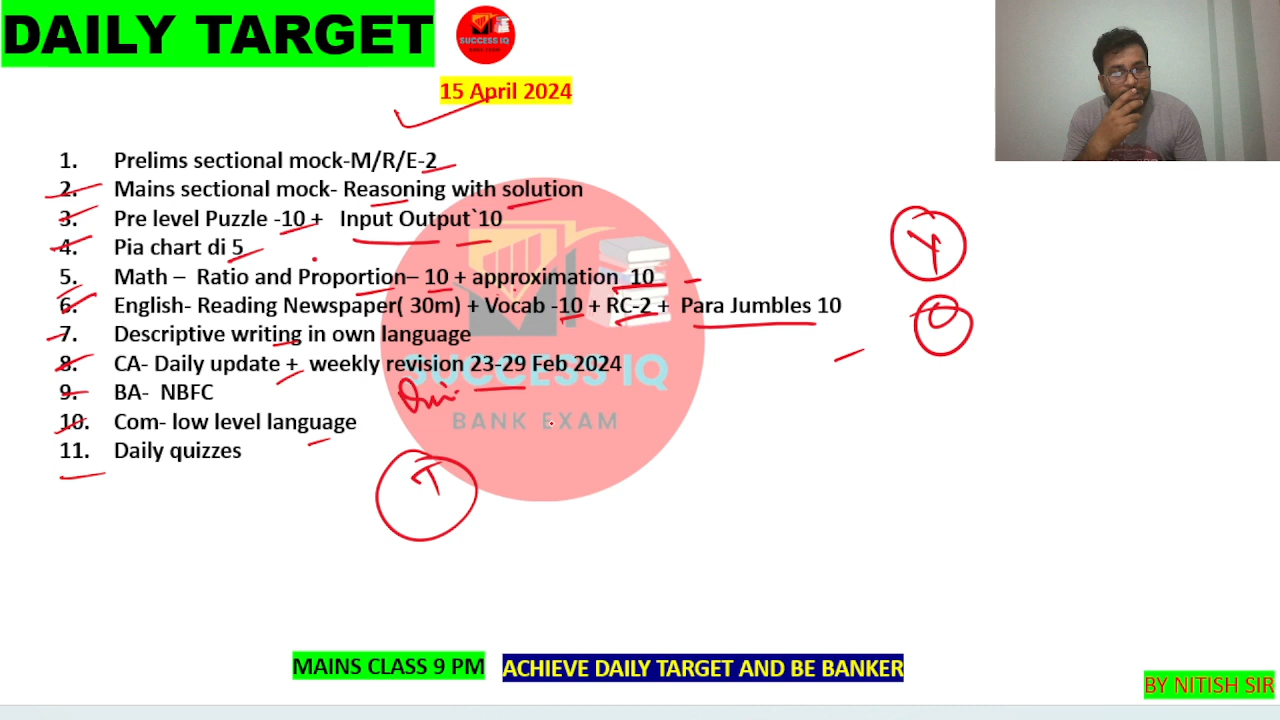 DAILY TARGET
SUCCESS IQ
BANK EXAM
15 April 2024
1. Prelims sectional mock-M/R/E-2
2. Mains sectional mock- Reasoning with solution
3. Pre level Puzzle -10 + Input Output`10
4. Pia chart di 5
5. Math – Ratio and Proportion– 10 + approximation 10
6. English- Reading Newspaper( 30m) + Vocab -10 + RC-2 + Para Jumbles 10
7. Descriptive writing in own language
8. CA- Daily update + weekly revision 23-29 Feb 2024
9. BA- NBFC
10. Com- low level language
11. Daily quizzes
SUCCESS IQ
BANK EXAM
T
MAINS CLASS 9 PM
ACHIEVE DAILY TARGET AND BE BANKER
BY NITISH SIR